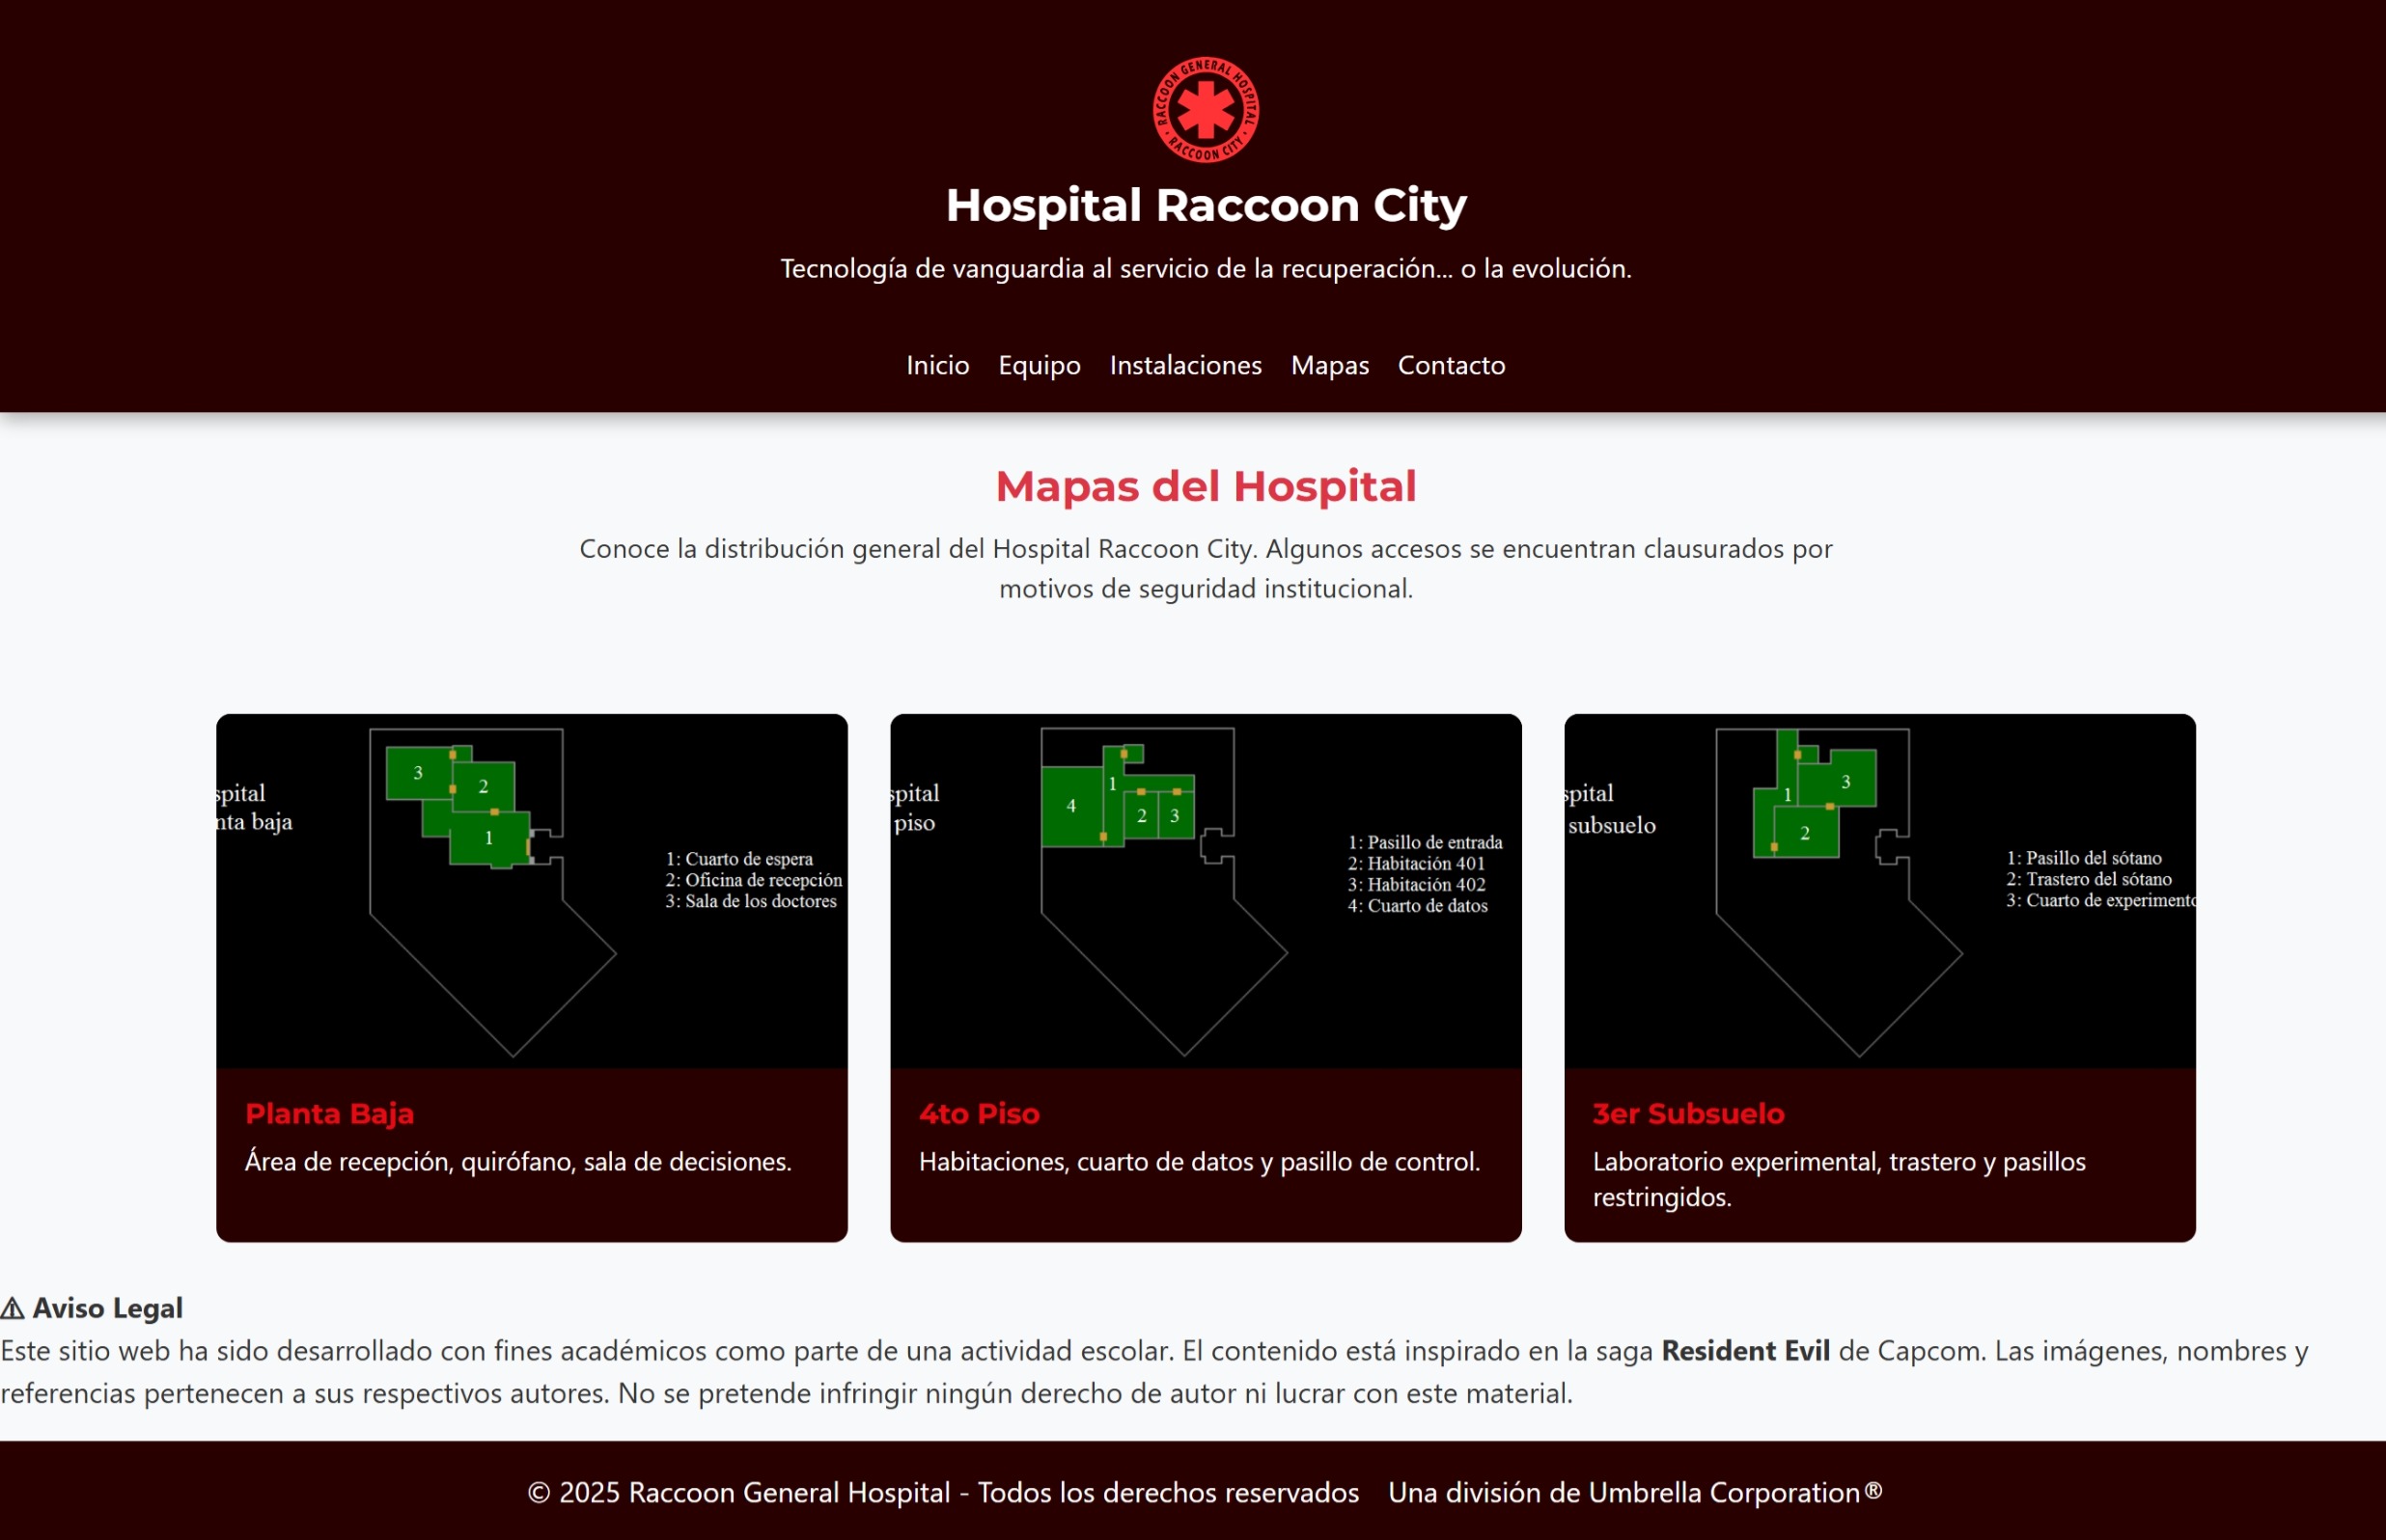 RACCOON GENERAL HOSPITAL
· RACCOON CITY ·
Hospital Raccoon City
Tecnología de vanguardia al servicio de la recuperación... o la evolución.
Inicio Equipo Instalaciones Mapas Contacto
Mapas del Hospital
Conoce la distribución general del Hospital Raccoon City. Algunos accesos se encuentran clausurados por
motivos de seguridad institucional.
spital
nta baja
3
2
1
1: Cuarto de espera
2: Oficina de recepción
3: Sala de los doctores
Planta Baja
Área de recepción, quirófano, sala de decisiones.
spital
piso
1
4
2
3
1: Pasillo de entrada
2: Habitación 401
3: Habitación 402
4: Cuarto de datos
4to Piso
Habitaciones, cuarto de datos y pasillo de control.
spital
subsuelo
3
1
2
1: Pasillo del sótano
2: Trastero del sótano
3: Cuarto de experimento
3er Subsuelo
Laboratorio experimental, trastero y pasillos
restringidos.
⚠ Aviso Legal
Este sitio web ha sido desarrollado con fines académicos como parte de una actividad escolar. El contenido está inspirado en la saga Resident Evil de Capcom. Las imágenes, nombres y
referencias pertenecen a sus respectivos autores. No se pretende infringir ningún derecho de autor ni lucrar con este material.
© 2025 Raccoon General Hospital - Todos los derechos reservados Una división de Umbrella Corporation®